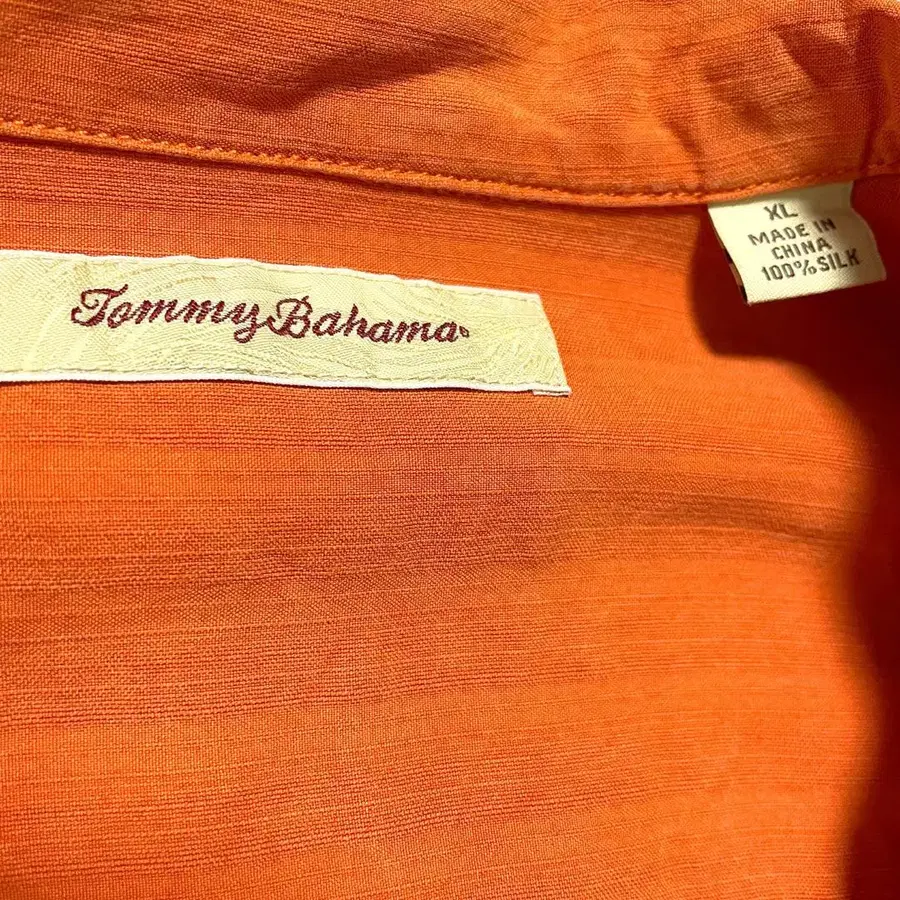 Tommy Bahama®
XL
MADE IN
CHINA
100% SILK